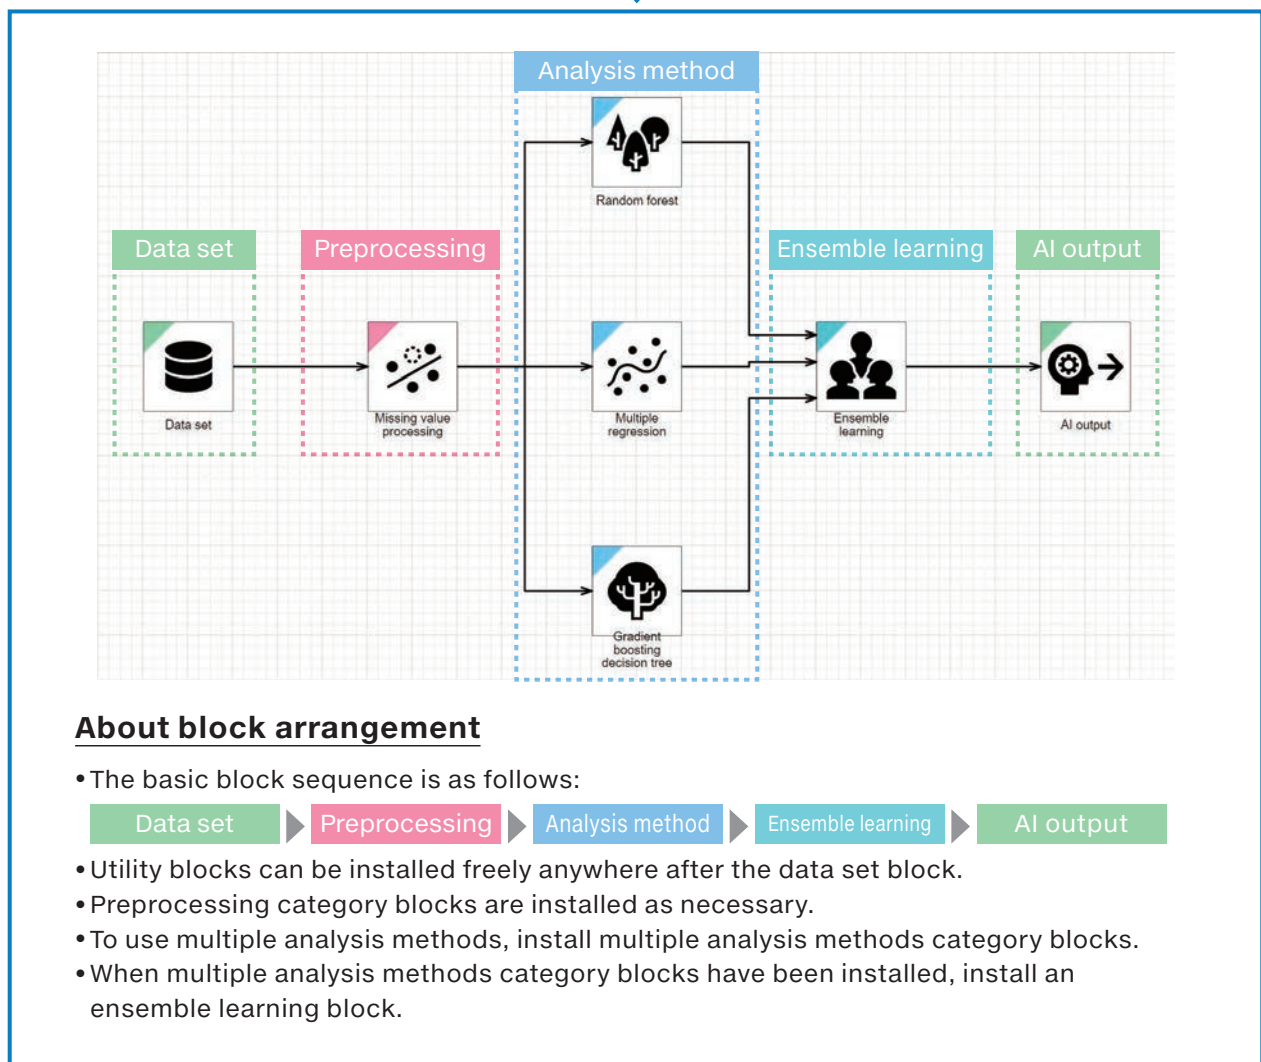 Analysis method
Random forest
Data set
Preprocessing
Ensemble learning
AI output
Data set
Missing value
processing
Multiple
regression
Ensemble
learning
AI output
Gradient
boosting
decision tree
About block arrangement
• The basic block sequence is as follows:
Data set Preprocessing Analysis method Ensemble learning AI output
• Utility blocks can be installed freely anywhere after the data set block.
• Preprocessing category blocks are installed as necessary.
• To use multiple analysis methods, install multiple analysis methods category blocks.
• When multiple analysis methods category blocks have been installed, install an
ensemble learning block.